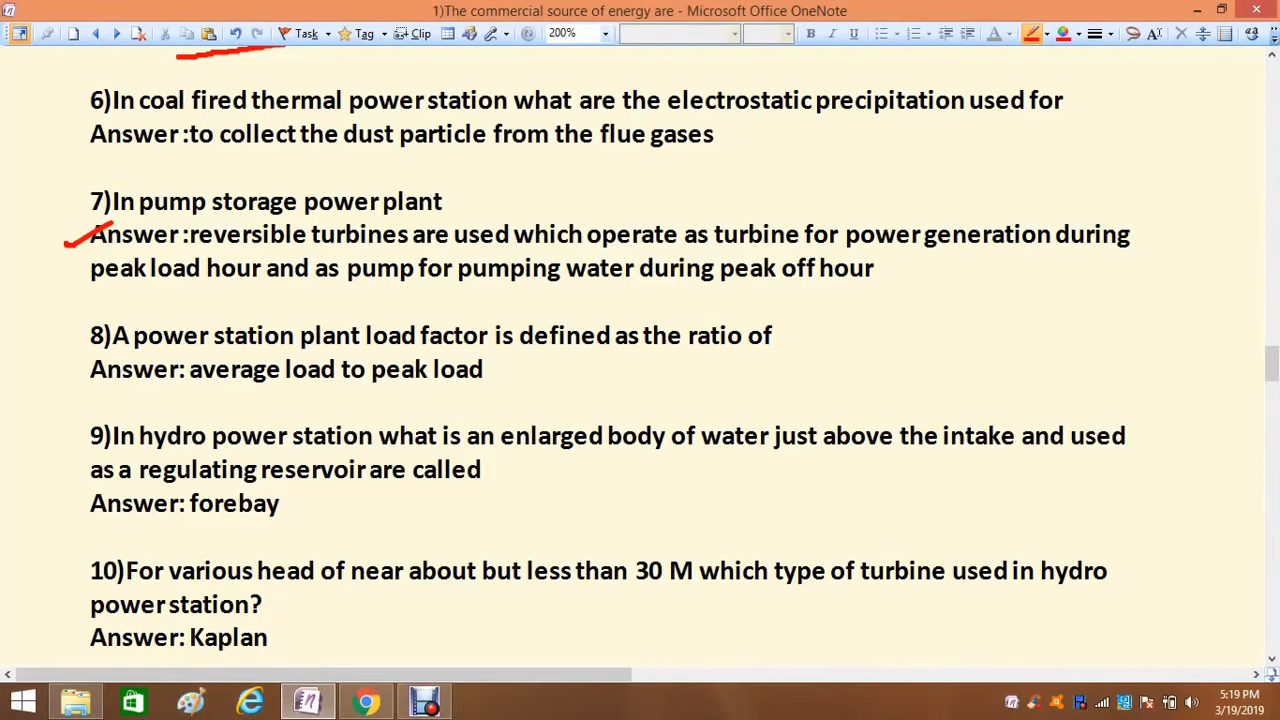 1)The commercial source of energy are - Microsoft Office OneNote
Task Tag Clip 200%
6)In coal fired thermal power station what are the electrostatic precipitation used for
Answer :to collect the dust particle from the flue gases
7)In pump storage power plant
Answer :reversible turbines are used which operate as turbine for power generation during
peak load hour and as pump for pumping water during peak off hour
8)A power station plant load factor is defined as the ratio of
Answer: average load to peak load
9)In hydro power station what is an enlarged body of water just above the intake and used
as a regulating reservoir are called
Answer: forebay
10)For various head of near about but less than 30 M which type of turbine used in hydro
power station?
Answer: Kaplan
5:19 PM
3/19/2019